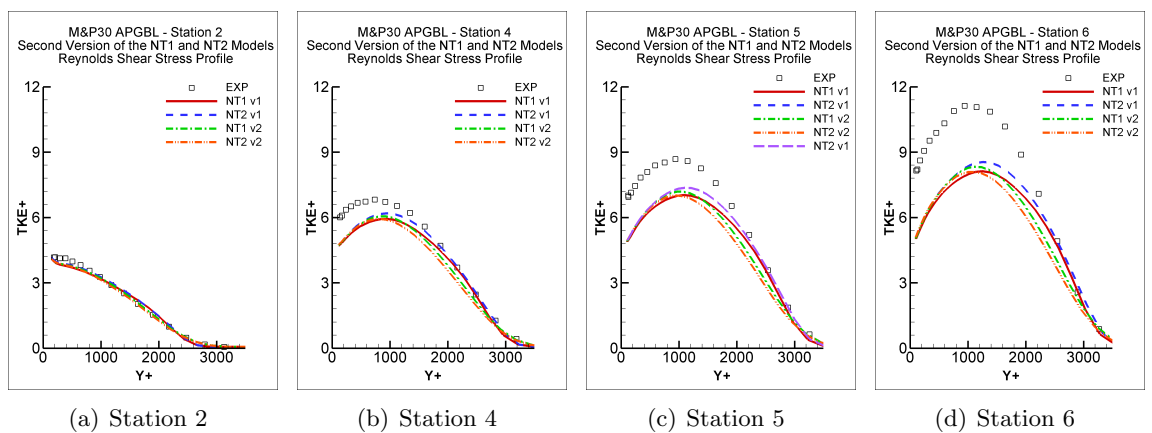 M&P30 APGBL - Station 2
Second Version of the NT1 and NT2 Models
Reynolds Shear Stress Profile
EXP
NT1 v1
NT2 v1
NT1 v2
NT2 v2
TKE+
12
9
6
3
0
0 1000 2000 3000
Y+
(a) Station 2
M&P30 APGBL - Station 4
Second Version of the NT1 and NT2 Models
Reynolds Shear Stress Profile
EXP
NT1 v1
NT2 v1
NT1 v2
NT2 v2
TKE+
12
9
6
3
0
0 1000 2000 3000
Y+
(b) Station 4
M&P30 APGBL - Station 5
Second Version of the NT1 and NT2 Models
Reynolds Shear Stress Profile
EXP
NT1 v1
NT2 v1
NT1 v2
NT2 v2
NT2 v1
TKE+
12
9
6
3
0
0 1000 2000 3000
Y+
(c) Station 5
M&P30 APGBL - Station 6
Second Version of the NT1 and NT2 Models
Reynolds Shear Stress Profile
EXP
NT1 v1
NT2 v1
NT1 v2
NT2 v2
TKE+
12
9
6
3
0
0 1000 2000 3000
Y+
(d) Station 6